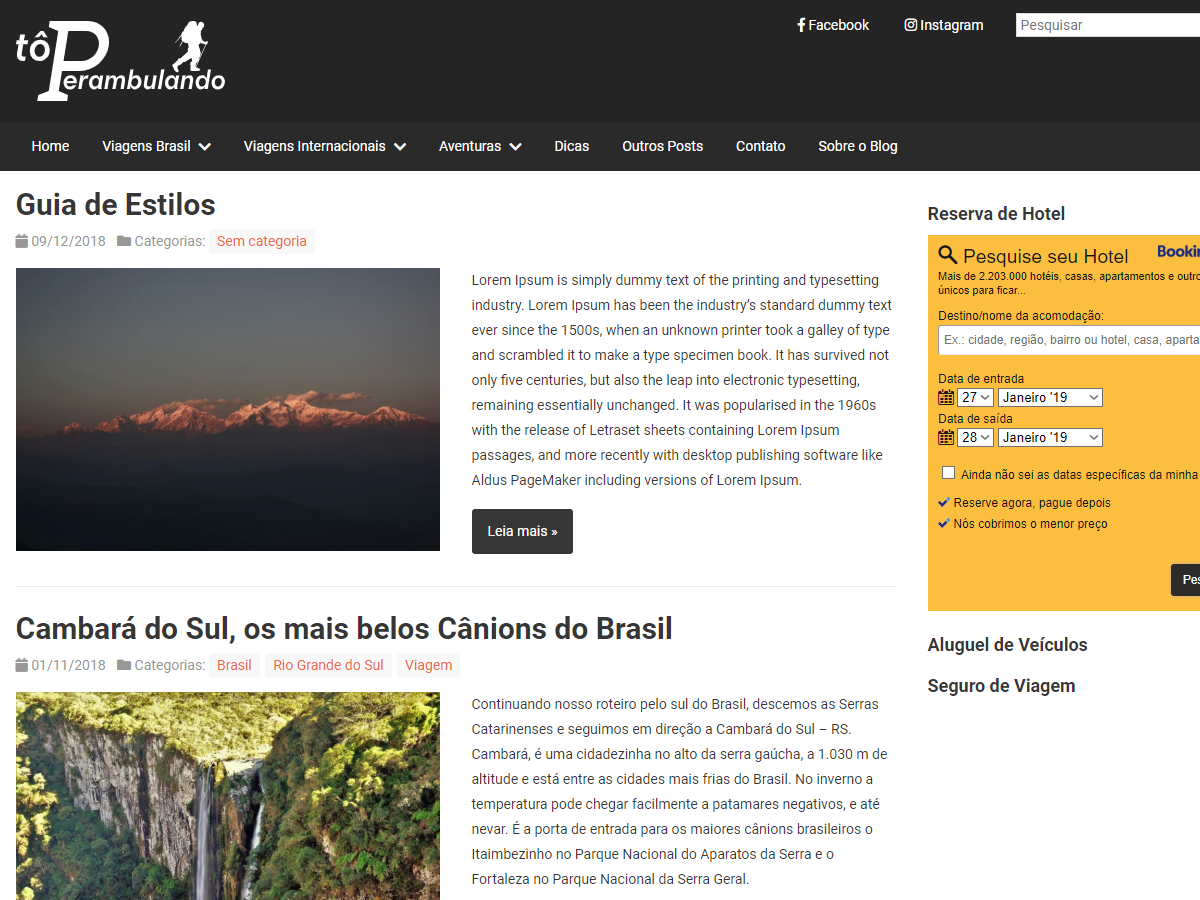 tôPerambulando
Facebook
Instagram
Pesquisar
Home
Viagens Brasil
Viagens Internacionais
Aventuras
Dicas
Outros Posts
Contato
Sobre o Blog
Guia de Estilos
09/12/2018 Categorias: Sem categoria
Lorem Ipsum is simply dummy text of the printing and typesetting
industry. Lorem Ipsum has been the industry’s standard dummy text
ever since the 1500s, when an unknown printer took a galley of type
and scrambled it to make a type specimen book. It has survived not
only five centuries, but also the leap into electronic typesetting,
remaining essentially unchanged. It was popularised in the 1960s
with the release of Letraset sheets containing Lorem Ipsum
passages, and more recently with desktop publishing software like
Aldus PageMaker including versions of Lorem Ipsum.
Leia mais »
Cambará do Sul, os mais belos Cânions do Brasil
01/11/2018 Categorias: Brasil Rio Grande do Sul Viagem
Continuando nosso roteiro pelo sul do Brasil, descemos as Serras
Catarinenses e seguimos em direção a Cambará do Sul – RS.
Cambará, é uma cidadezinha no alto da serra gaúcha, a 1.030 m de
altitude e está entre as cidades mais frias do Brasil. No inverno a
temperatura pode chegar facilmente a patamares negativos, e até
nevar. É a porta de entrada para os maiores cânions brasileiros o
Itaimbezinho no Parque Nacional do Aparatos da Serra e o
Fortaleza no Parque Nacional da Serra Geral.
Reserva de Hotel
Pesquise seu Hotel
Bookin
Mais de 2.203.000 hotéis, casas, apartamentos e outro
únicos para ficar...
Destino/nome da acomodação:
Ex.: cidade, região, bairro ou hotel, casa, aparta
Data de entrada
27 Janeiro '19
Data de saída
28 Janeiro '19
Ainda não sei as datas específicas da minha
Reserve agora, pague depois
Nós cobrimos o menor preço
Pes
Aluguel de Veículos
Seguro de Viagem